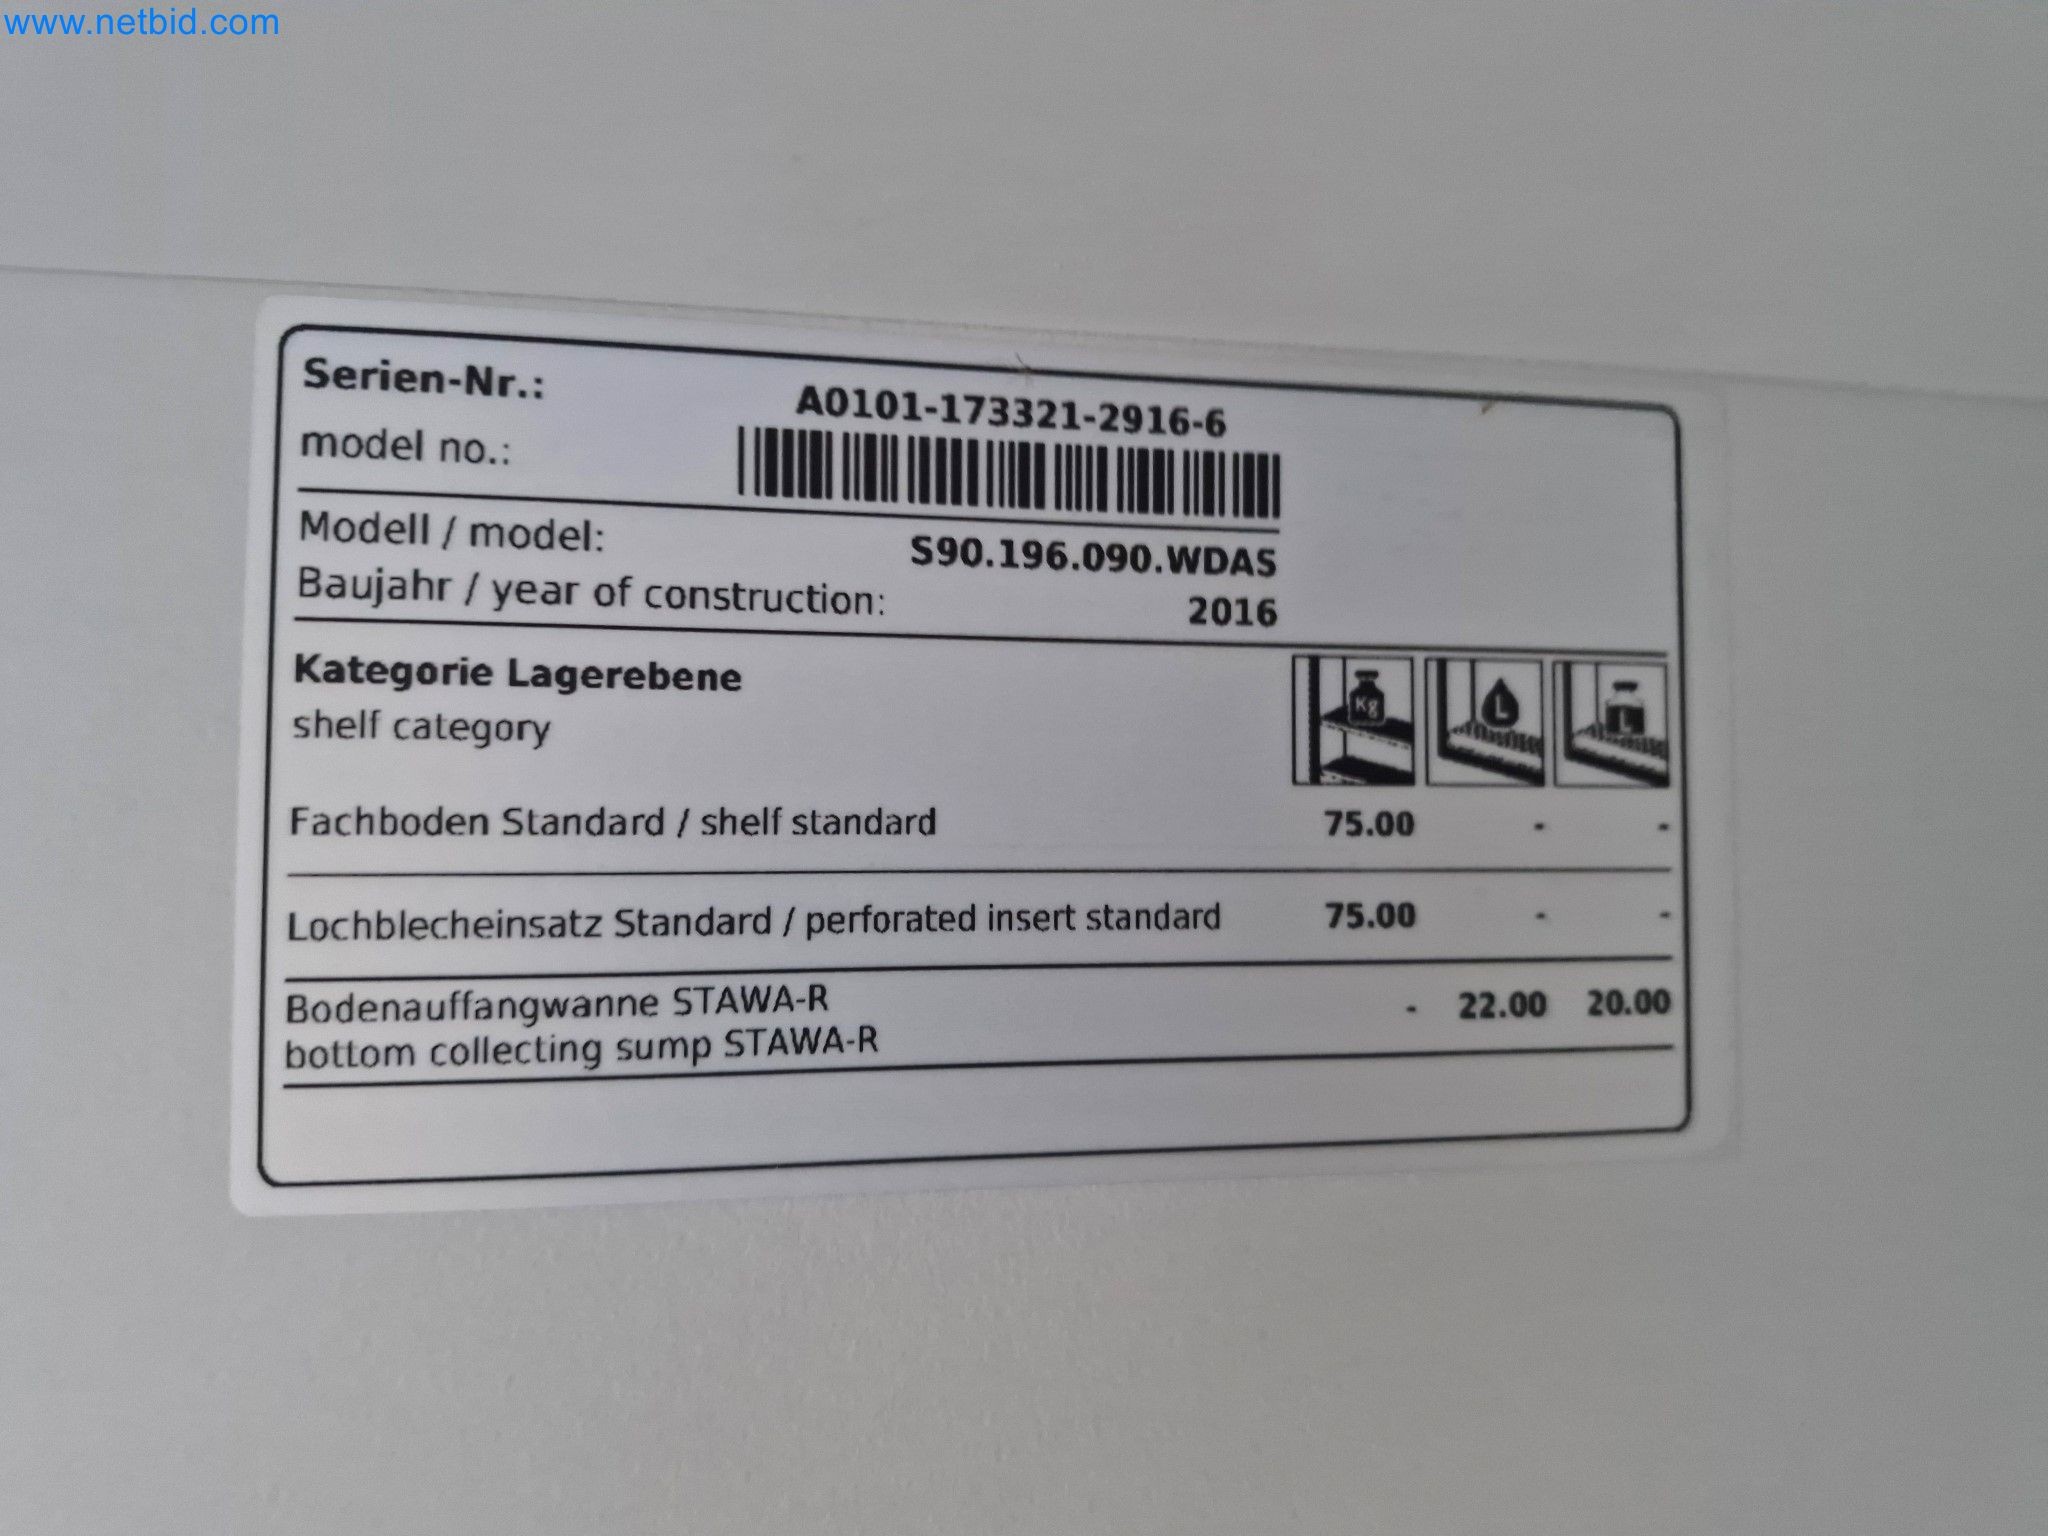 www.netbid.com
Serien-Nr.: A0101-173321-2916-6
model no.:
Modell / model: S90.196.090.WDAS
Baujahr / year of construction: 2016
Kategorie Lagerebene
shelf category
Kg L L
Fachboden Standard / shelf standard 75.00 - -
Lochblecheinsatz Standard / perforated insert standard 75.00 - -
Bodenauffangwanne STAWA-R - 22.00 20.00
bottom collecting sump STAWA-R